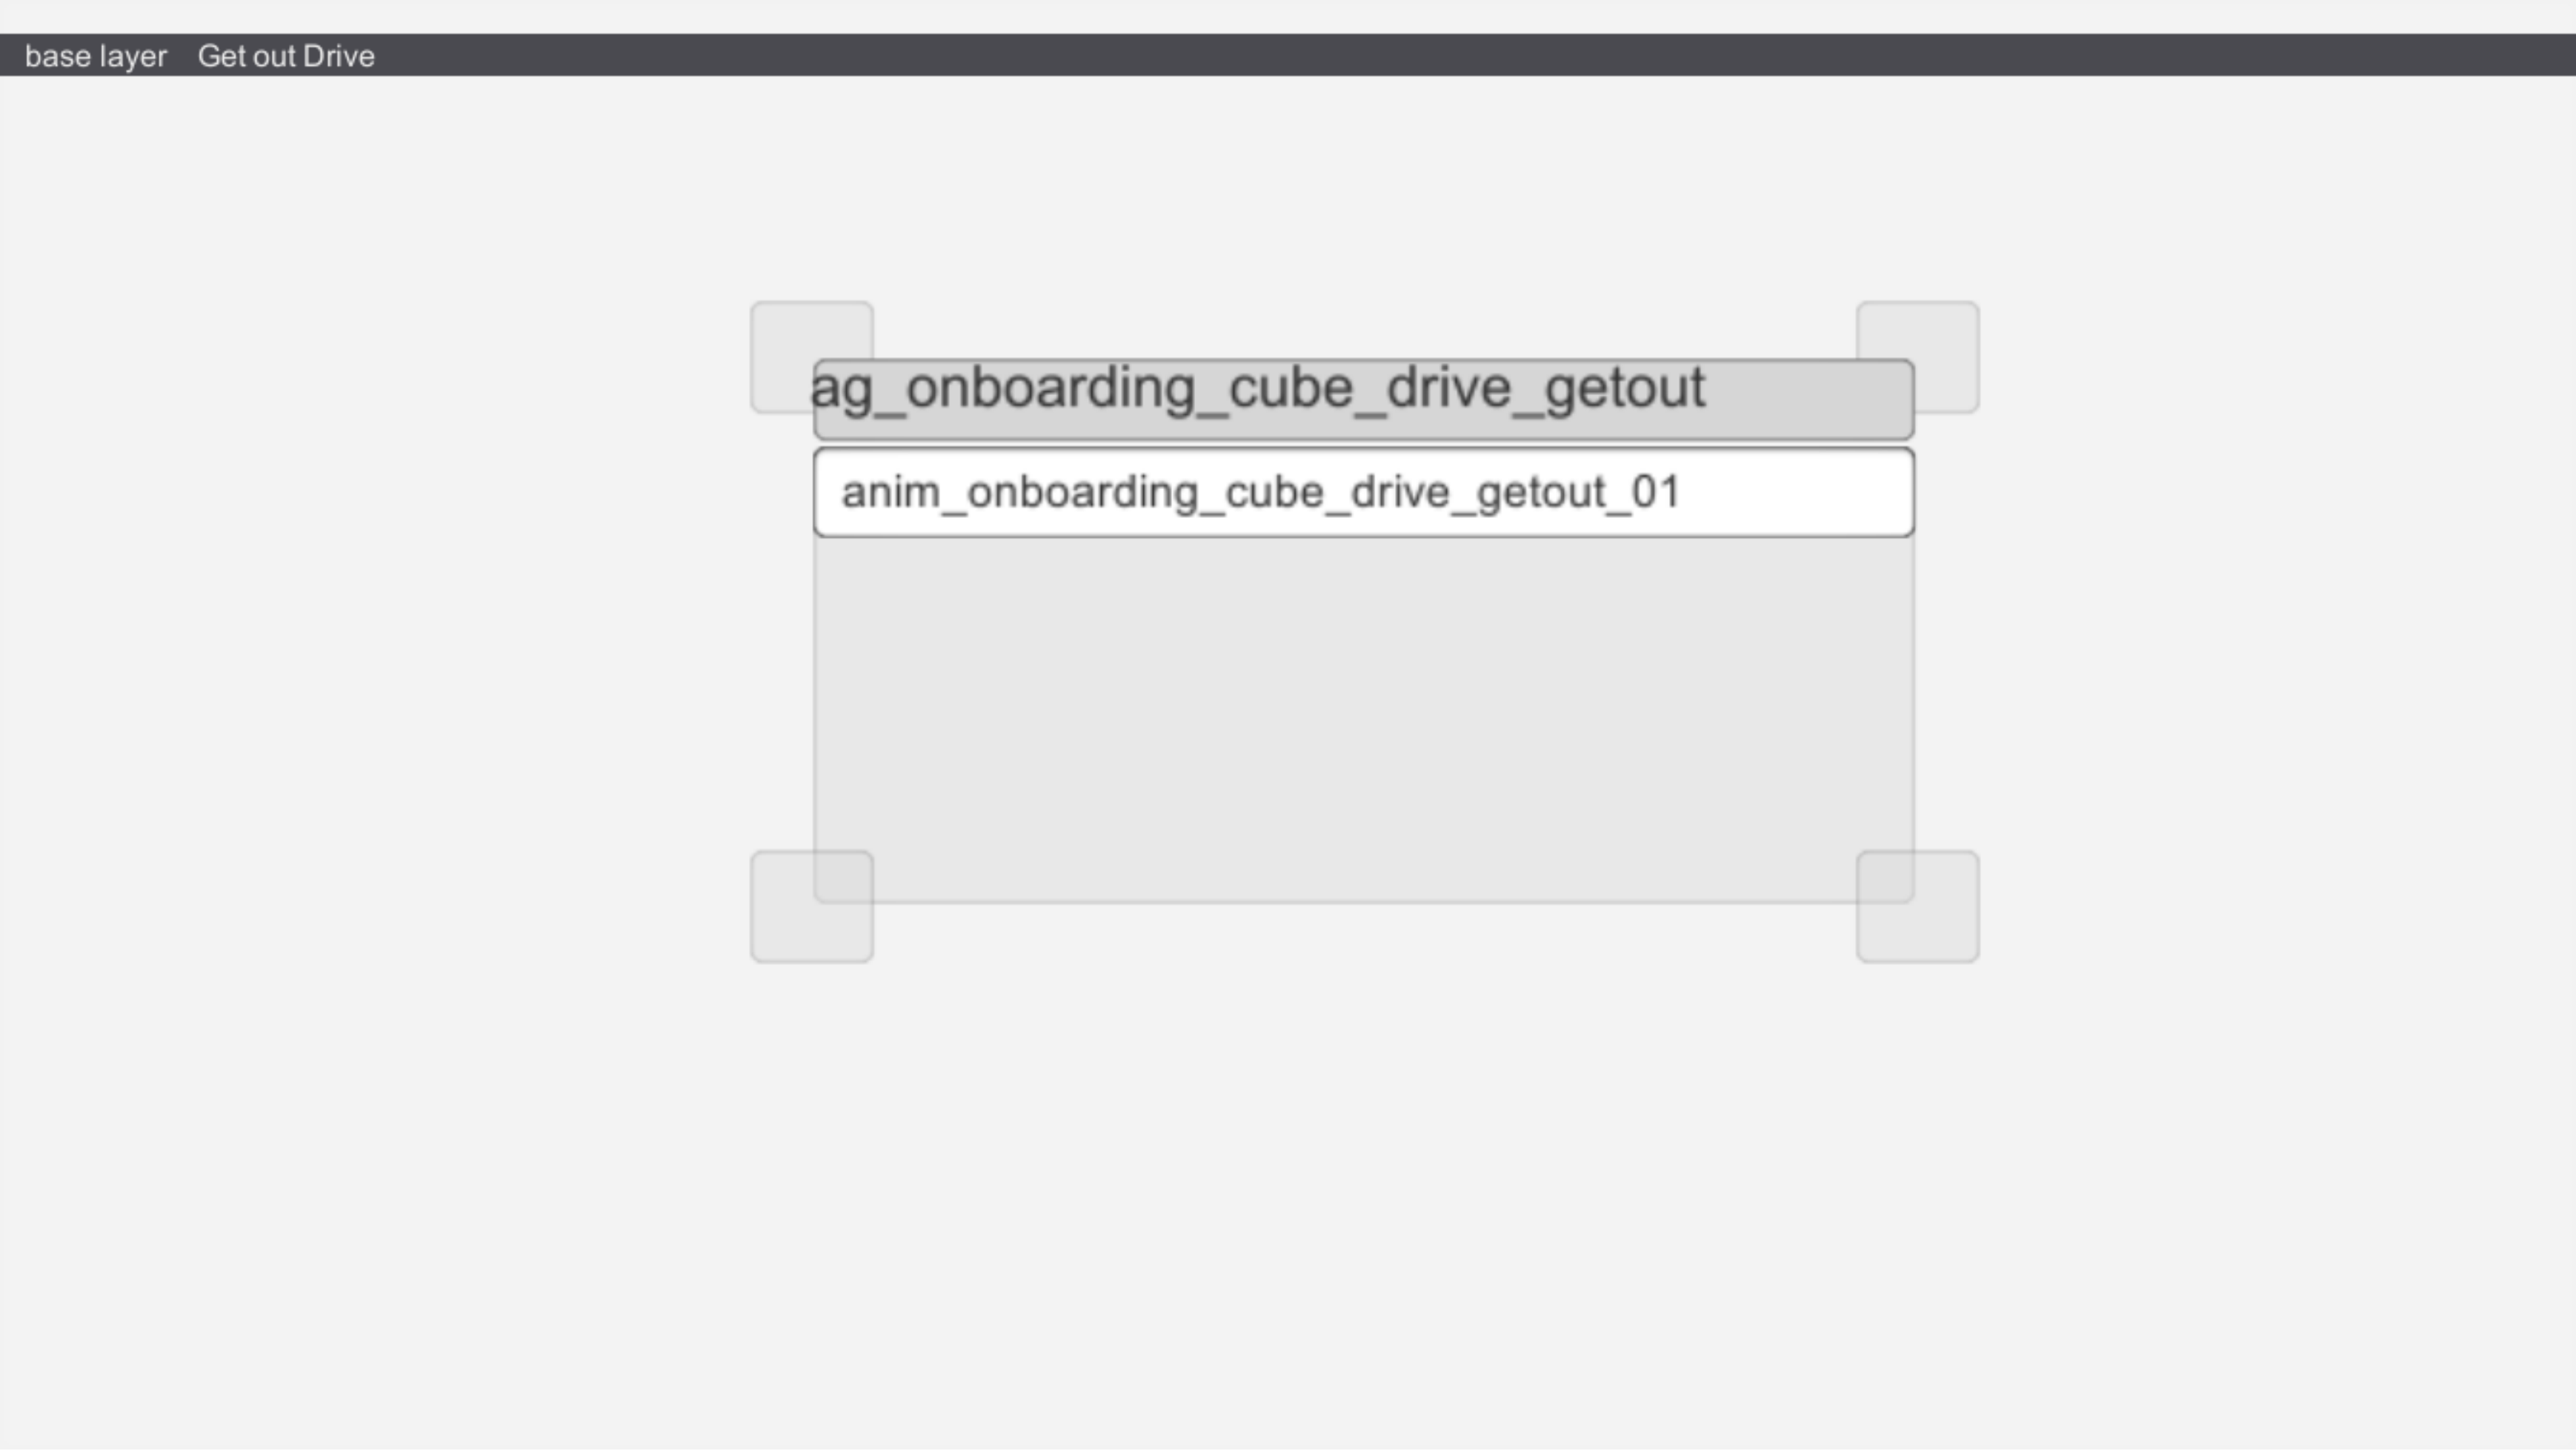 base layer Get out Drive
ag_onboarding_cube_drive_getout
anim_onboarding_cube_drive_getout_01